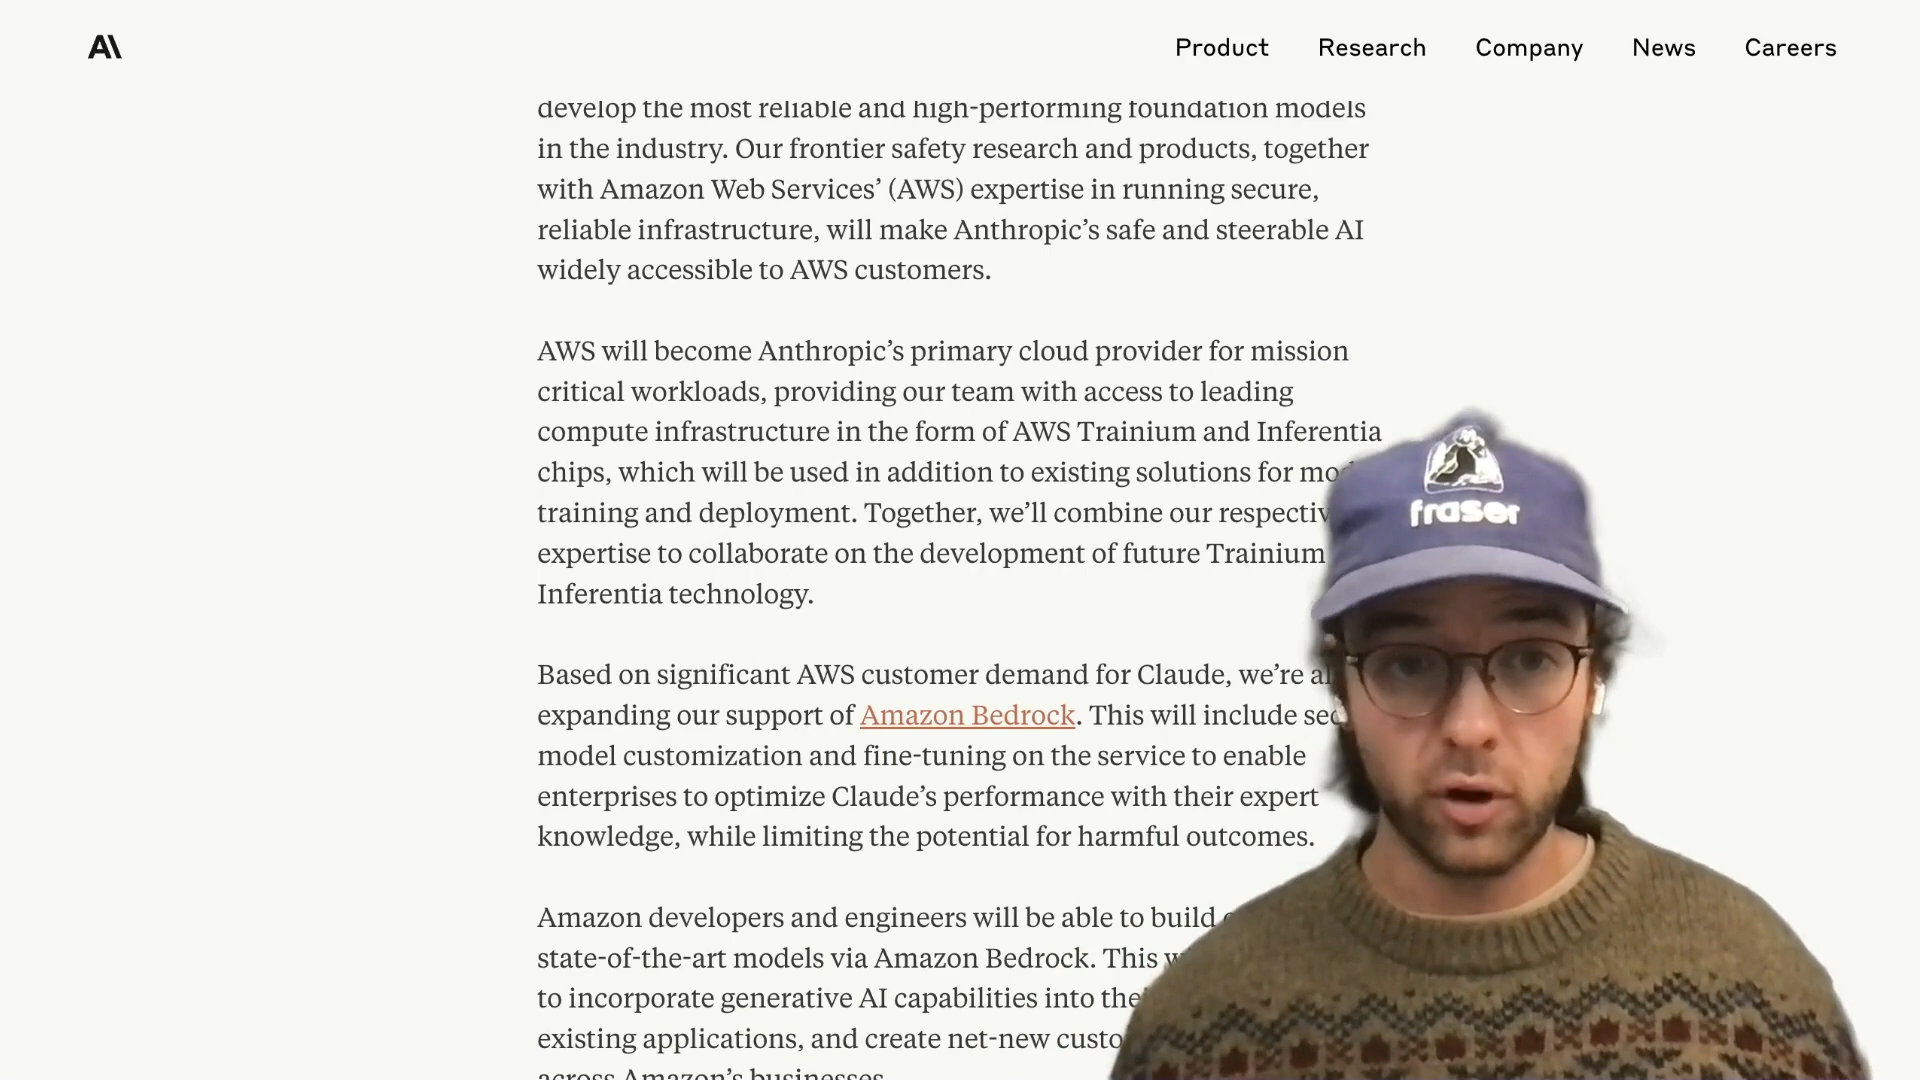 A\
Product Research Company News Careers
develop the most reliable and high-performing foundation models
in the industry. Our frontier safety research and products, together
with Amazon Web Services’ (AWS) expertise in running secure,
reliable infrastructure, will make Anthropic’s safe and steerable AI
widely accessible to AWS customers.
AWS will become Anthropic’s primary cloud provider for mission
critical workloads, providing our team with access to leading
compute infrastructure in the form of AWS Trainium and Inferentia
chips, which will be used in addition to existing solutions for
training and deployment. Together, we’ll combine our
expertise to collaborate on the development of future Trainium
Inferentia technology.
Based on significant AWS customer demand for Claude, we’re
expanding our support of Amazon Bedrock. This will include
model customization and fine-tuning on the service to enable
enterprises to optimize Claude’s performance with their expert
knowledge, while limiting the potential for harmful outcomes.
Amazon developers and engineers will be able to build
state-of-the-art models via Amazon Bedrock. This
to incorporate generative AI capabilities into
existing applications, and create net-new
across Amazon’s businesses.
fraser